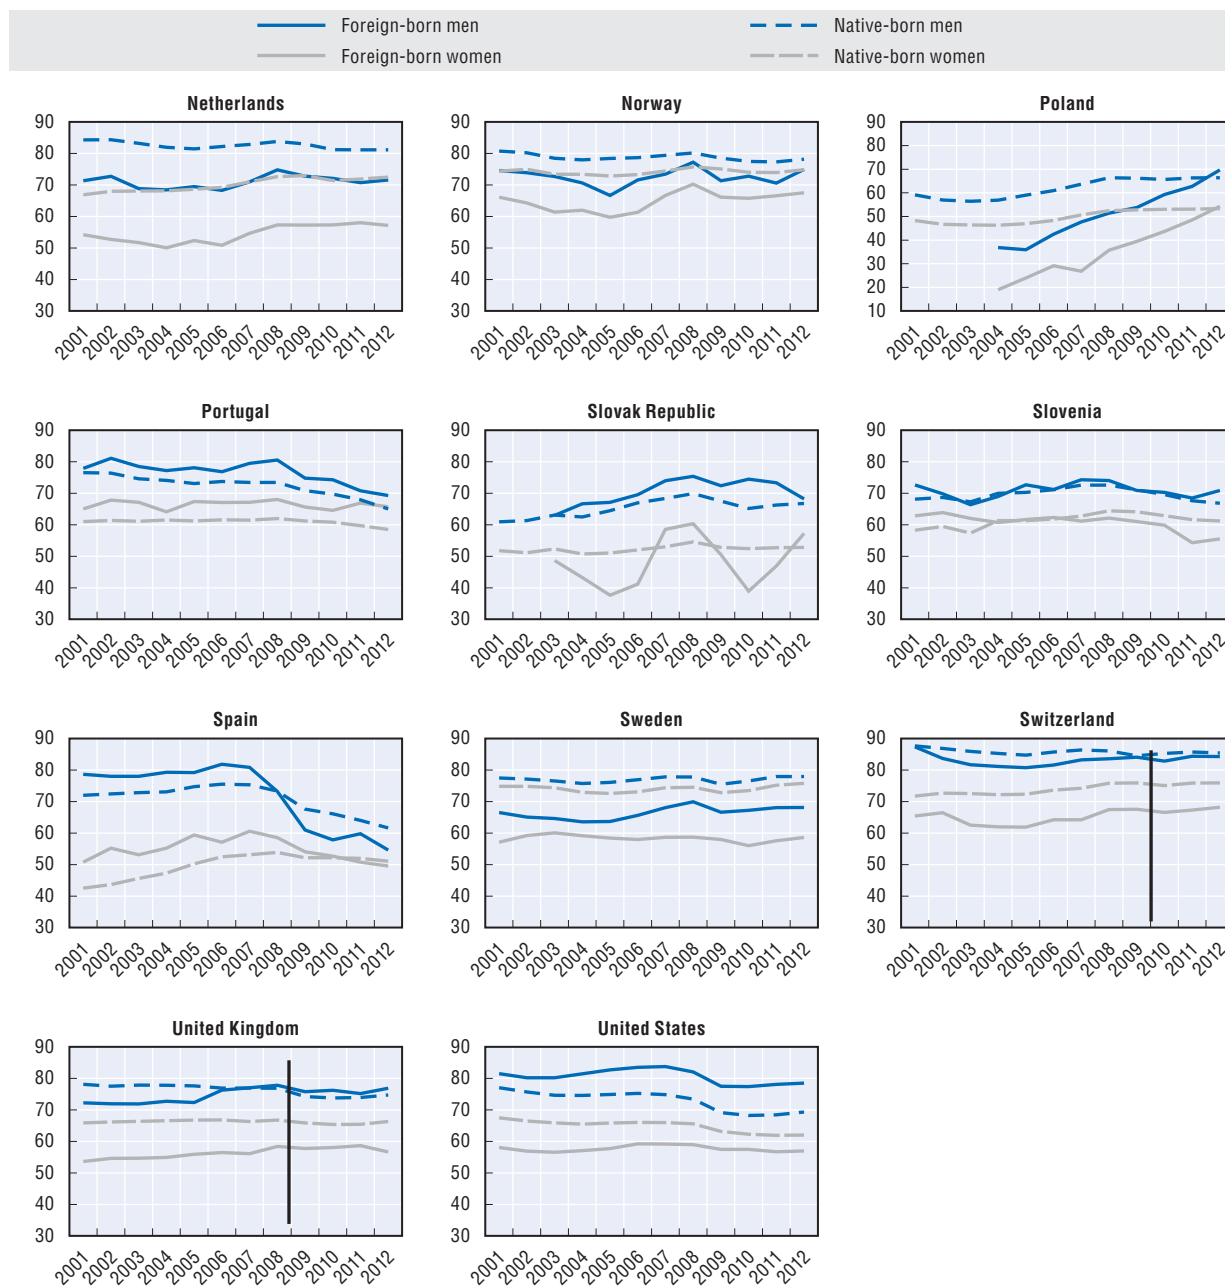 Foreign-born men Native-born men
Foreign-born women Native-born women
Netherlands Norway Poland
90 90 90
80 80 80
70 70 70
60 60 60
50 50 50
40 40 40
30 30 30
20
10
2001 2002 2003 2004 2005 2006 2007 2008 2009 2010 2011 2012 2001 2002 2003 2004 2005 2006 2007 2008 2009 2010 2011 2012 2001 2002 2003 2004 2005 2006 2007 2008 2009 2010 2011 2012
Portugal Slovak Republic Slovenia
90 90 90
80 80 80
70 70 70
60 60 60
50 50 50
40 40 40
30 30 30
2001 2002 2003 2004 2005 2006 2007 2008 2009 2010 2011 2012 2001 2002 2003 2004 2005 2006 2007 2008 2009 2010 2011 2012 2001 2002 2003 2004 2005 2006 2007 2008 2009 2010 2011 2012
Spain Sweden Switzerland
90 90 90
80 80 80
70 70 70
60 60 60
50 50 50
40 40 40
30 30 30
2001 2002 2003 2004 2005 2006 2007 2008 2009 2010 2011 2012 2001 2002 2003 2004 2005 2006 2007 2008 2009 2010 2011 2012 2001 2002 2003 2004 2005 2006 2007 2008 2009 2010 2011 2012
United Kingdom United States
90 90
80 80
70 70
60 60
50 50
40 40
30 30
2001 2002 2003 2004 2005 2006 2007 2008 2009 2010 2011 2012 2001 2002 2003 2004 2005 2006 2007 2008 2009 2010 2011 2012